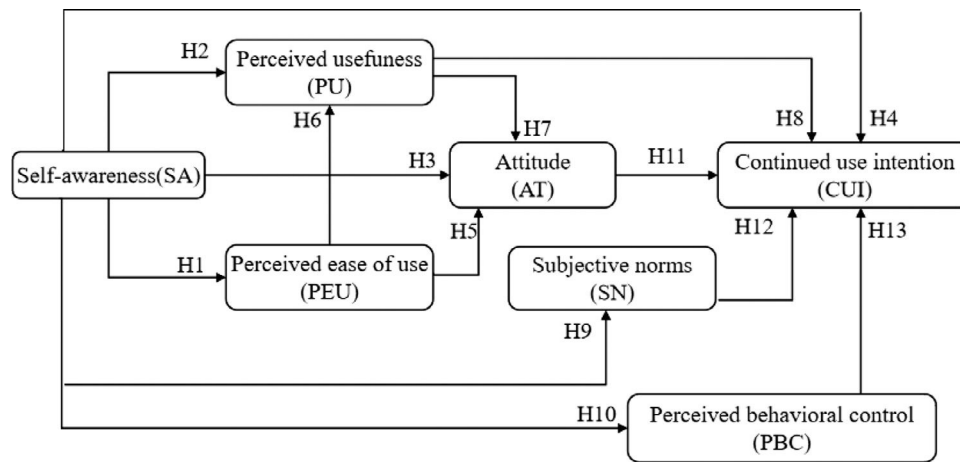 H2
Perceived usefuness
(PU)
H6
H7
H8
H4
Self-awareness(SA)
H3
Attitude
(AT)
H11
Continued use intention
(CUI)
H5
H12
H13
H1
Perceived ease of use
(PEU)
Subjective norms
(SN)
H9
H10
Perceived behavioral control
(PBC)